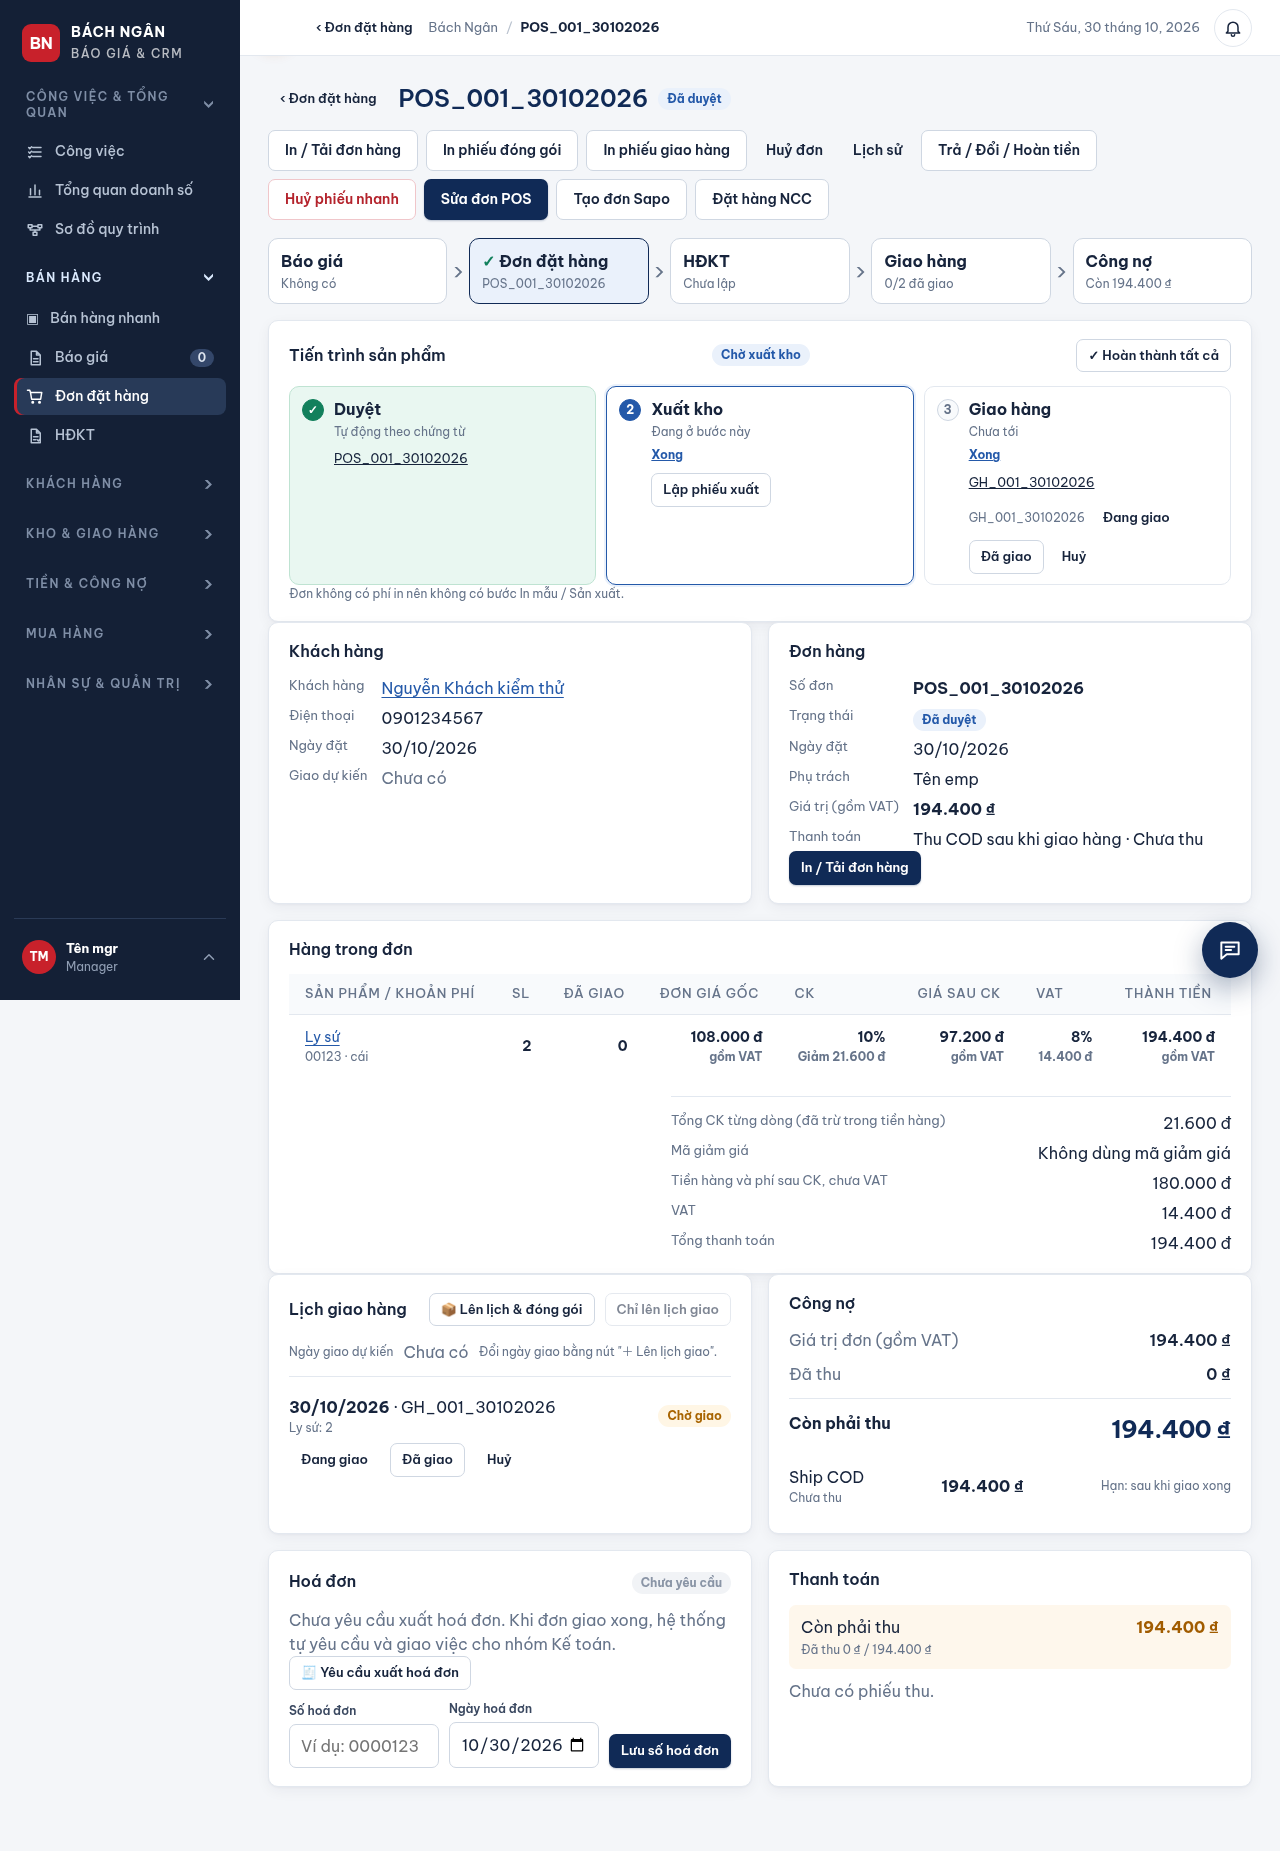 BN
BÁCH NGÂN
BÁO GIÁ & CRM
CÔNG VIỆC & TỔNG
QUAN
Công việc
Tổng quan doanh số
Sơ đồ quy trình
BÁN HÀNG
Bán hàng nhanh
Báo giá 0
Đơn đặt hàng
HĐKT
KHÁCH HÀNG
KHO & GIAO HÀNG
TIỀN & CÔNG NỢ
MUA HÀNG
NHÂN SỰ & QUẢN TRỊ
TM
Tên mgr
Manager
‹ Đơn đặt hàng Bách Ngân / POS_001_30102026 Thứ Sáu, 30 tháng 10, 2026
‹ Đơn đặt hàng POS_001_30102026 Đã duyệt
In / Tải đơn hàng In phiếu đóng gói In phiếu giao hàng Huỷ đơn Lịch sử Trả / Đổi / Hoàn tiền
Huỷ phiếu nhanh Sửa đơn POS Tạo đơn Sapo Đặt hàng NCC
Báo giá
Không có
✓ Đơn đặt hàng
POS_001_30102026
HĐKT
Chưa lập
Giao hàng
0/2 đã giao
Công nợ
Còn 194.400 ₫
Tiến trình sản phẩm Chờ xuất kho ✓ Hoàn thành tất cả
✓ Duyệt
Tự động theo chứng từ
POS_001_30102026
2 Xuất kho
Đang ở bước này
Xong
Lập phiếu xuất
3 Giao hàng
Chưa tới
Xong
GH_001_30102026
GH_001_30102026 Đang giao
Đã giao Huỷ
Đơn không có phí in nên không có bước In mẫu / Sản xuất.
Khách hàng
Khách hàng Nguyễn Khách kiểm thử
Điện thoại 0901234567
Ngày đặt 30/10/2026
Giao dự kiến Chưa có
Đơn hàng
Số đơn POS_001_30102026
Trạng thái Đã duyệt
Ngày đặt 30/10/2026
Phụ trách Tên emp
Giá trị (gồm VAT) 194.400 ₫
Thanh toán Thu COD sau khi giao hàng · Chưa thu
In / Tải đơn hàng
Hàng trong đơn
SẢN PHẨM / KHOẢN PHÍ SL ĐÃ GIAO ĐƠN GIÁ GỐC CK GIÁ SAU CK VAT THÀNH TIỀN
Ly sứ 2 0 108.000 đ 10% 97.200 đ 8% 194.400 đ
00123 · cái gồm VAT Giảm 21.600 đ gồm VAT 14.400 đ gồm VAT
Tổng CK từng dòng (đã trừ trong tiền hàng) 21.600 đ
Mã giảm giá Không dùng mã giảm giá
Tiền hàng và phí sau CK, chưa VAT 180.000 đ
VAT 14.400 đ
Tổng thanh toán 194.400 đ
Lịch giao hàng 📦 Lên lịch & đóng gói Chỉ lên lịch giao
Ngày giao dự kiến Chưa có Đổi ngày giao bằng nút "＋ Lên lịch giao".
30/10/2026 · GH_001_30102026 Chờ giao
Ly sứ: 2
Đang giao Đã giao Huỷ
Công nợ
Giá trị đơn (gồm VAT) 194.400 ₫
Đã thu 0 ₫
Còn phải thu 194.400 ₫
Ship COD 194.400 ₫ Hạn: sau khi giao xong
Chưa thu
Hoá đơn Chưa yêu cầu
Chưa yêu cầu xuất hoá đơn. Khi đơn giao xong, hệ thống
tự yêu cầu và giao việc cho nhóm Kế toán.
🧾 Yêu cầu xuất hoá đơn
Số hoá đơn Ngày hoá đơn
Ví dụ: 0000123 10/30/2026 Lưu số hoá đơn
Thanh toán
Còn phải thu 194.400 ₫
Đã thu 0 ₫ / 194.400 ₫
Chưa có phiếu thu.